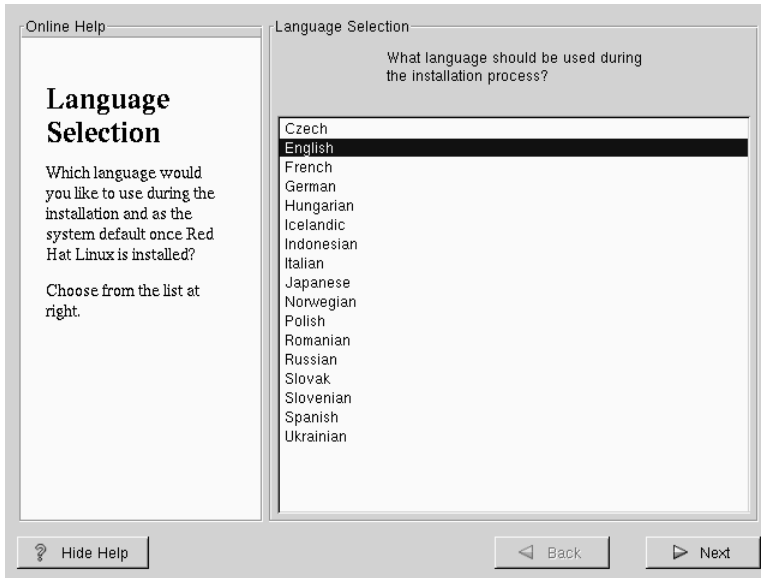 Online Help
Language
Selection
Which language would
you like to use during the
installation and as the
system default once Red
Hat Linux is installed?
Choose from the list at
right.
Language Selection
What language should be used during
the installation process?
Czech
English
French
German
Hungarian
Icelandic
Indonesian
Italian
Japanese
Norwegian
Polish
Romanian
Russian
Slovak
Slovenian
Spanish
Ukrainian
? Hide Help
Back
Next